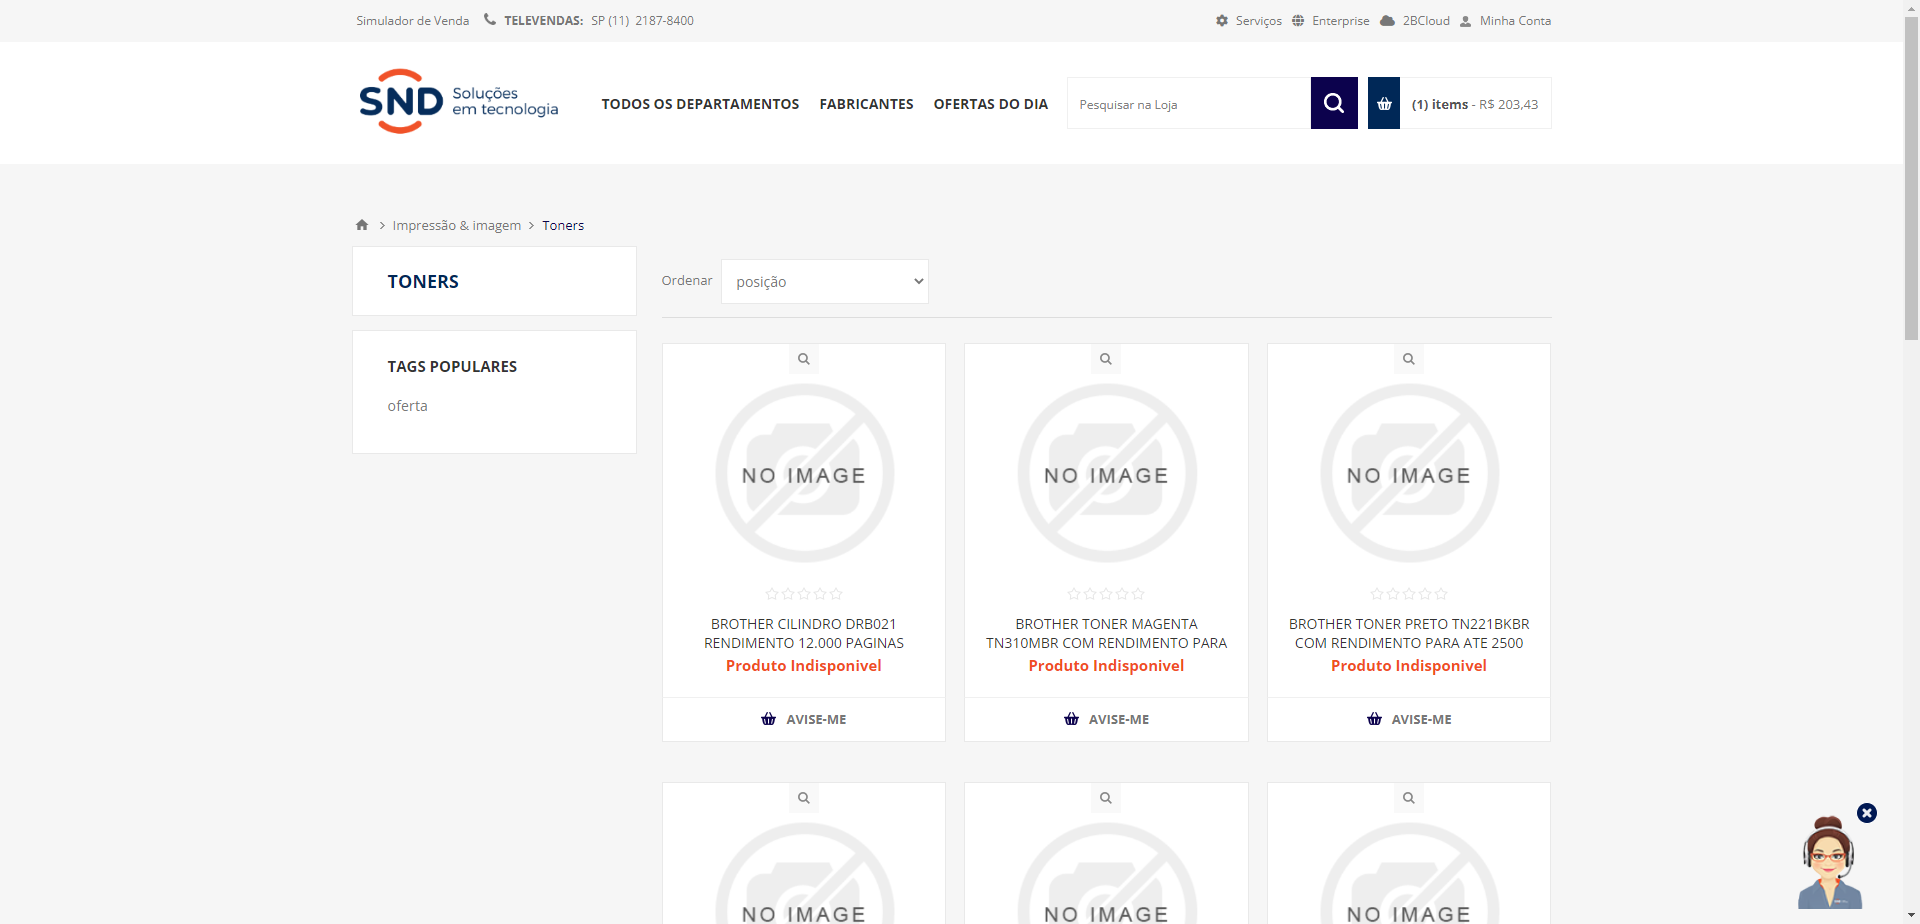 Simulador de Venda TELEVENDAS: SP (11) 2187-8400 Serviços Enterprise 2BCloud Minha Conta
SND Soluções em tecnologia
TODOS OS DEPARTAMENTOS FABRICANTES OFERTAS DO DIA Pesquisar na Loja (1) items - R$ 203,43
Impressão & imagem Toners
TONERS
TAGS POPULARES
oferta
Ordenar posição
NO IMAGE
BROTHER CILINDRO DRB021
RENDIMENTO 12.000 PAGINAS
Produto Indisponivel
AVISE-ME
NO IMAGE
BROTHER TONER MAGENTA
TN310MBR COM RENDIMENTO PARA
Produto Indisponivel
AVISE-ME
NO IMAGE
BROTHER TONER PRETO TN221BKBR
COM RENDIMENTO PARA ATE 2500
Produto Indisponivel
AVISE-ME
NO IMAGE
NO IMAGE
NO IMAGE